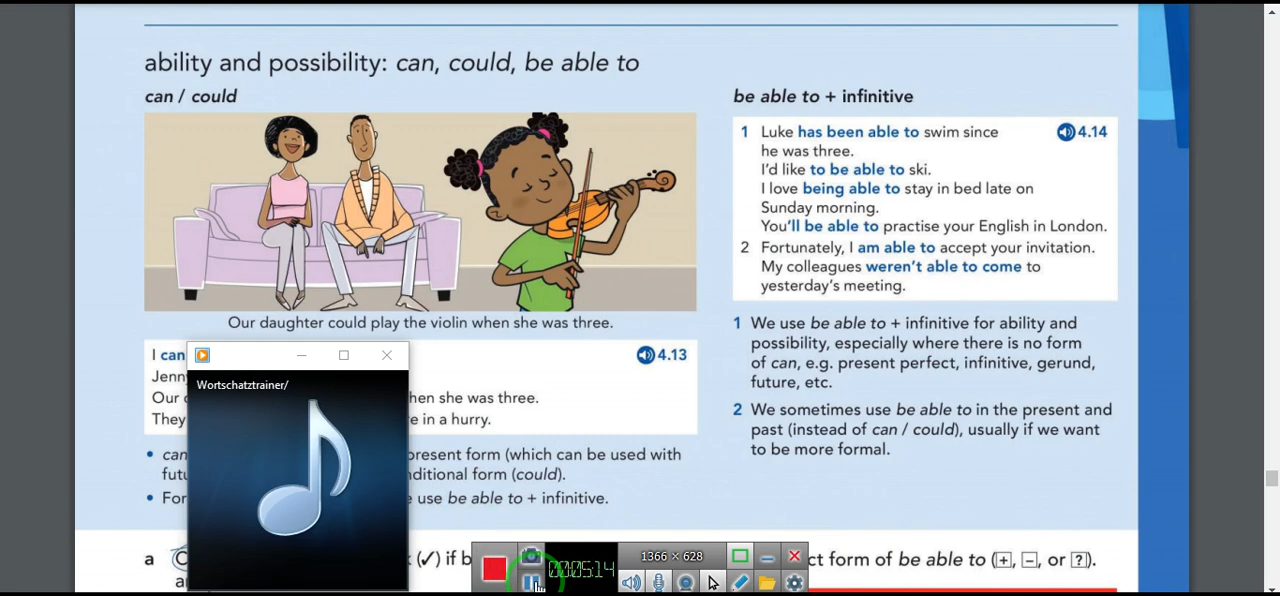 ability and possibility: can, could, be able to
can / could
Our daughter could play the violin when she was three.
I can
4.13
Jenny
Our
hen she was three.
They
e in a hurry.
• can
present form (which can be used with
futu
nditional form (could).
• For
e use be able to + infinitive.
be able to + infinitive
1 Luke has been able to swim since
4.14
he was three.
I'd like to be able to ski.
I love being able to stay in bed late on
Sunday morning.
You'll be able to practise your English in London.
2 Fortunately, I am able to accept your invitation.
My colleagues weren't able to come to
yesterday's meeting.
1 We use be able to + infinitive for ability and
possibility, especially where there is no form
of can, e.g. present perfect, infinitive, gerund,
future, etc.
2 We sometimes use be able to in the present and
past (instead of can / could), usually if we want
to be more formal.
Wortschatztrainer/
a
(✓) if b
ct form of be able to (+, −, or ?).
1366 × 628
0005:14